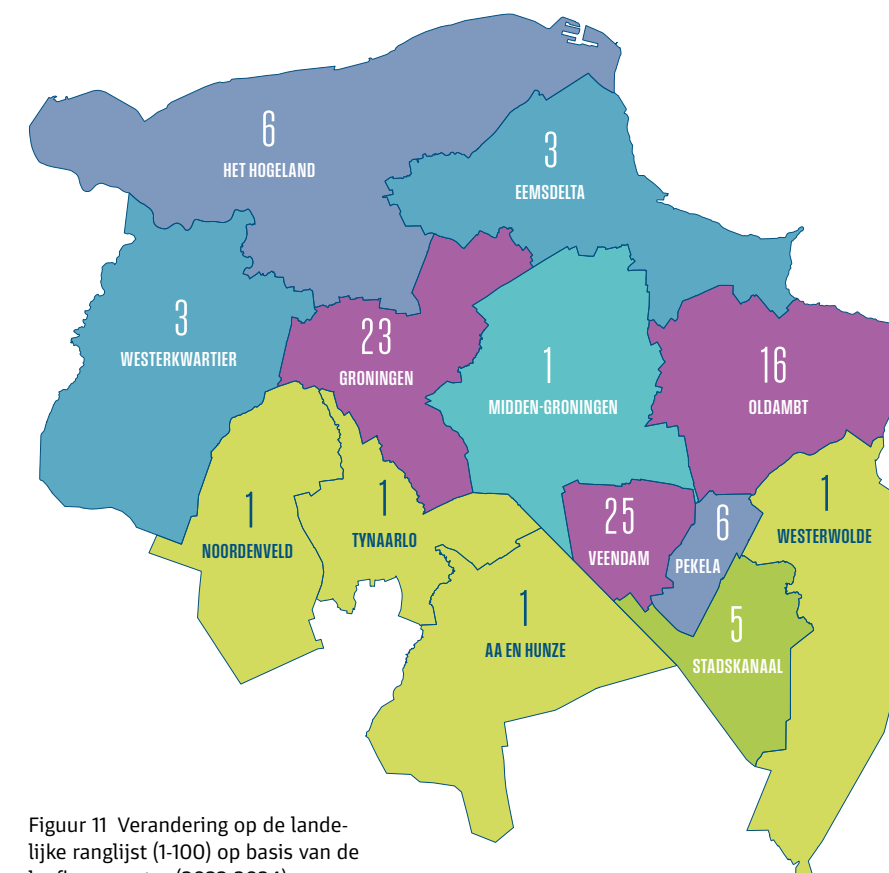 6
HET HOGELAND
3
EEMSDELTA
3
WESTERKWARTIER
23
GRONINGEN
1
MIDDEN-GRONINGEN
16
OLDAMBT
1
NOORDENVELD
1
TYNAARLO
25
VEENDAM
6
PEKELA
1
WESTERWOLDE
1
AA EN HUNZE
5
STADSKANAAL
Figuur 11 Verandering op de lande-
lijke ranglijst (1-100) op basis van de